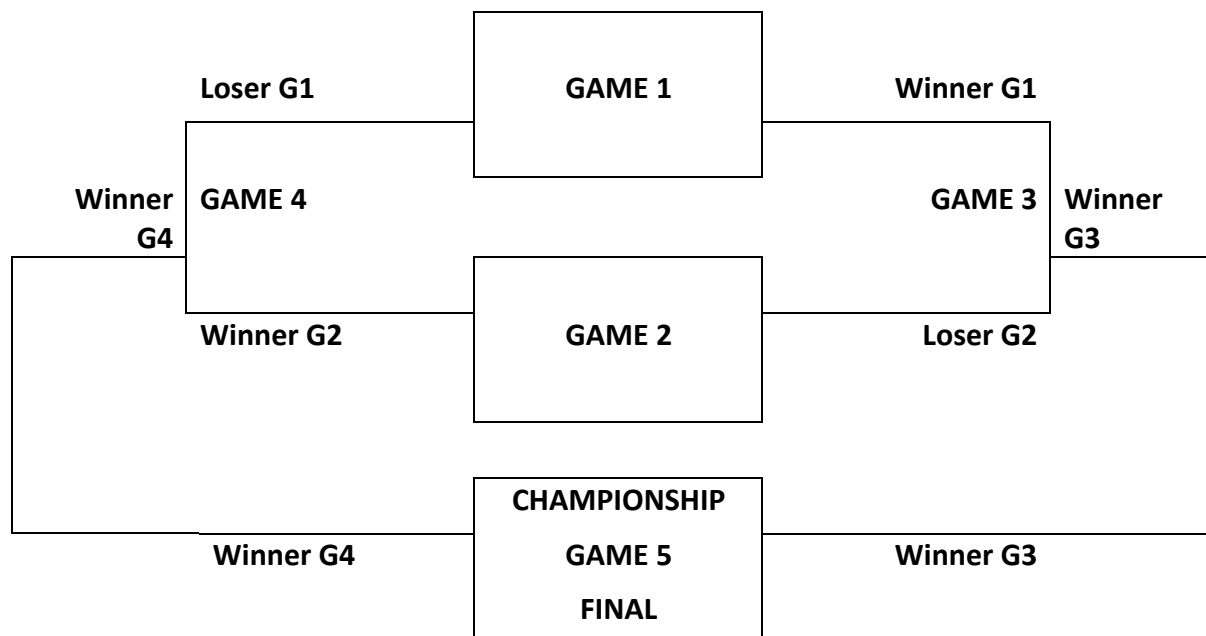 Loser G1
GAME 1
Winner G1
Winner
G4
GAME 4
GAME 3
Winner
G3
Winner G2
GAME 2
Loser G2
CHAMPIONSHIP
Winner G4
GAME 5
Winner G3
FINAL